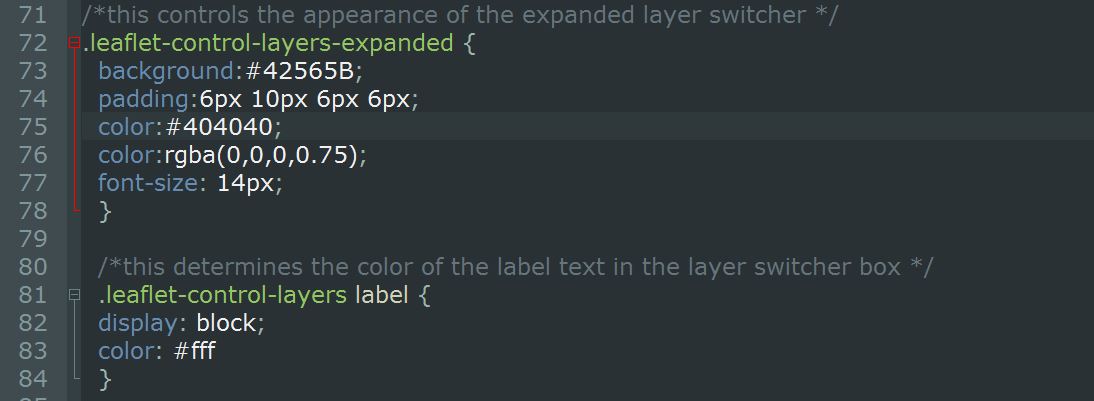 71 /*this controls the appearance of the expanded layer switcher */
72 .leaflet-control-layers-expanded {
73 background:#42565B;
74 padding:6px 10px 6px 6px;
75 color:#404040;
76 color:rgba(0,0,0,0.75);
77 font-size: 14px;
78 }
79
80 /*this determines the color of the label text in the layer switcher box */
81 .leaflet-control-layers label {
82 display: block;
83 color: #fff
84 }